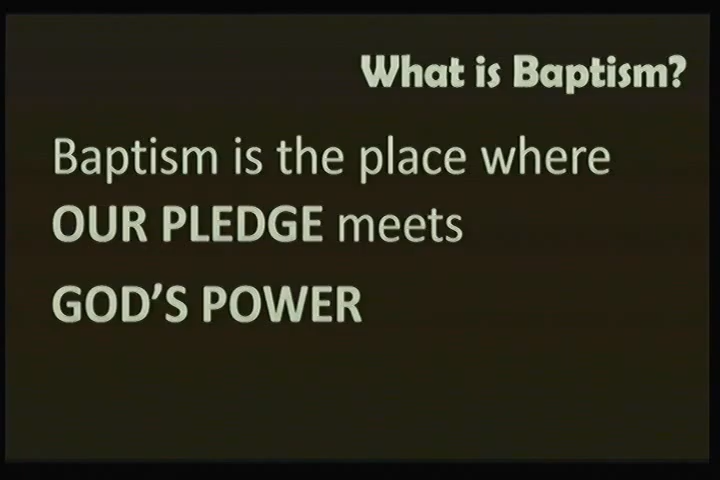 What is Baptism?
Baptism is the place where
OUR PLEDGE meets
GOD'S POWER